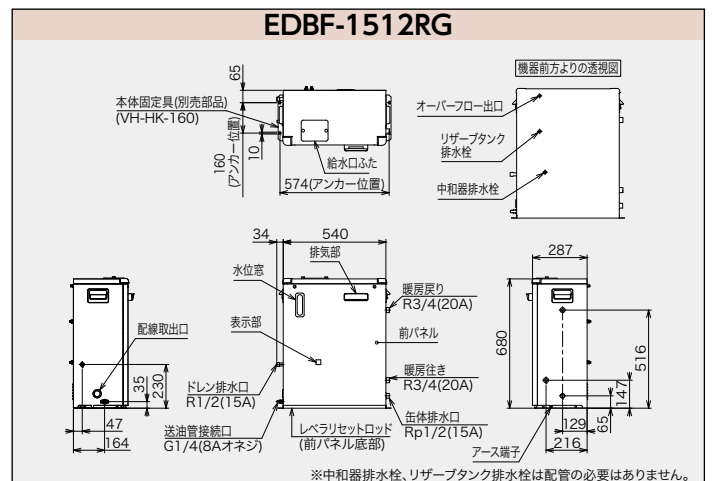 EDBF-1512RG
65
本体固定具(別売部品)
(VH-HK-160)
160
(アンカー位置)
10
給水口ふた
574(アンカー位置)
機器前方よりの透視図
オーバーフロー出口
リザーブタンク
排水栓
中和器排水栓
配線取出口
230
35
47
164
34
540
水位窓
排気部
表示部
ドレン排水口
R1/2(15A)
送油管接続口
G1/4(8Aオネジ)
レベラリセットロッド
(前パネル底部)
暖房戻り
R3/4(20A)
前パネル
暖房往き
R3/4(20A)
缶体排水口
Rp1/2(15A)
287
680
516
147
65
129
216
アース端子
※中和器排水栓、リザーブタンク排水栓は配管の必要はありません。